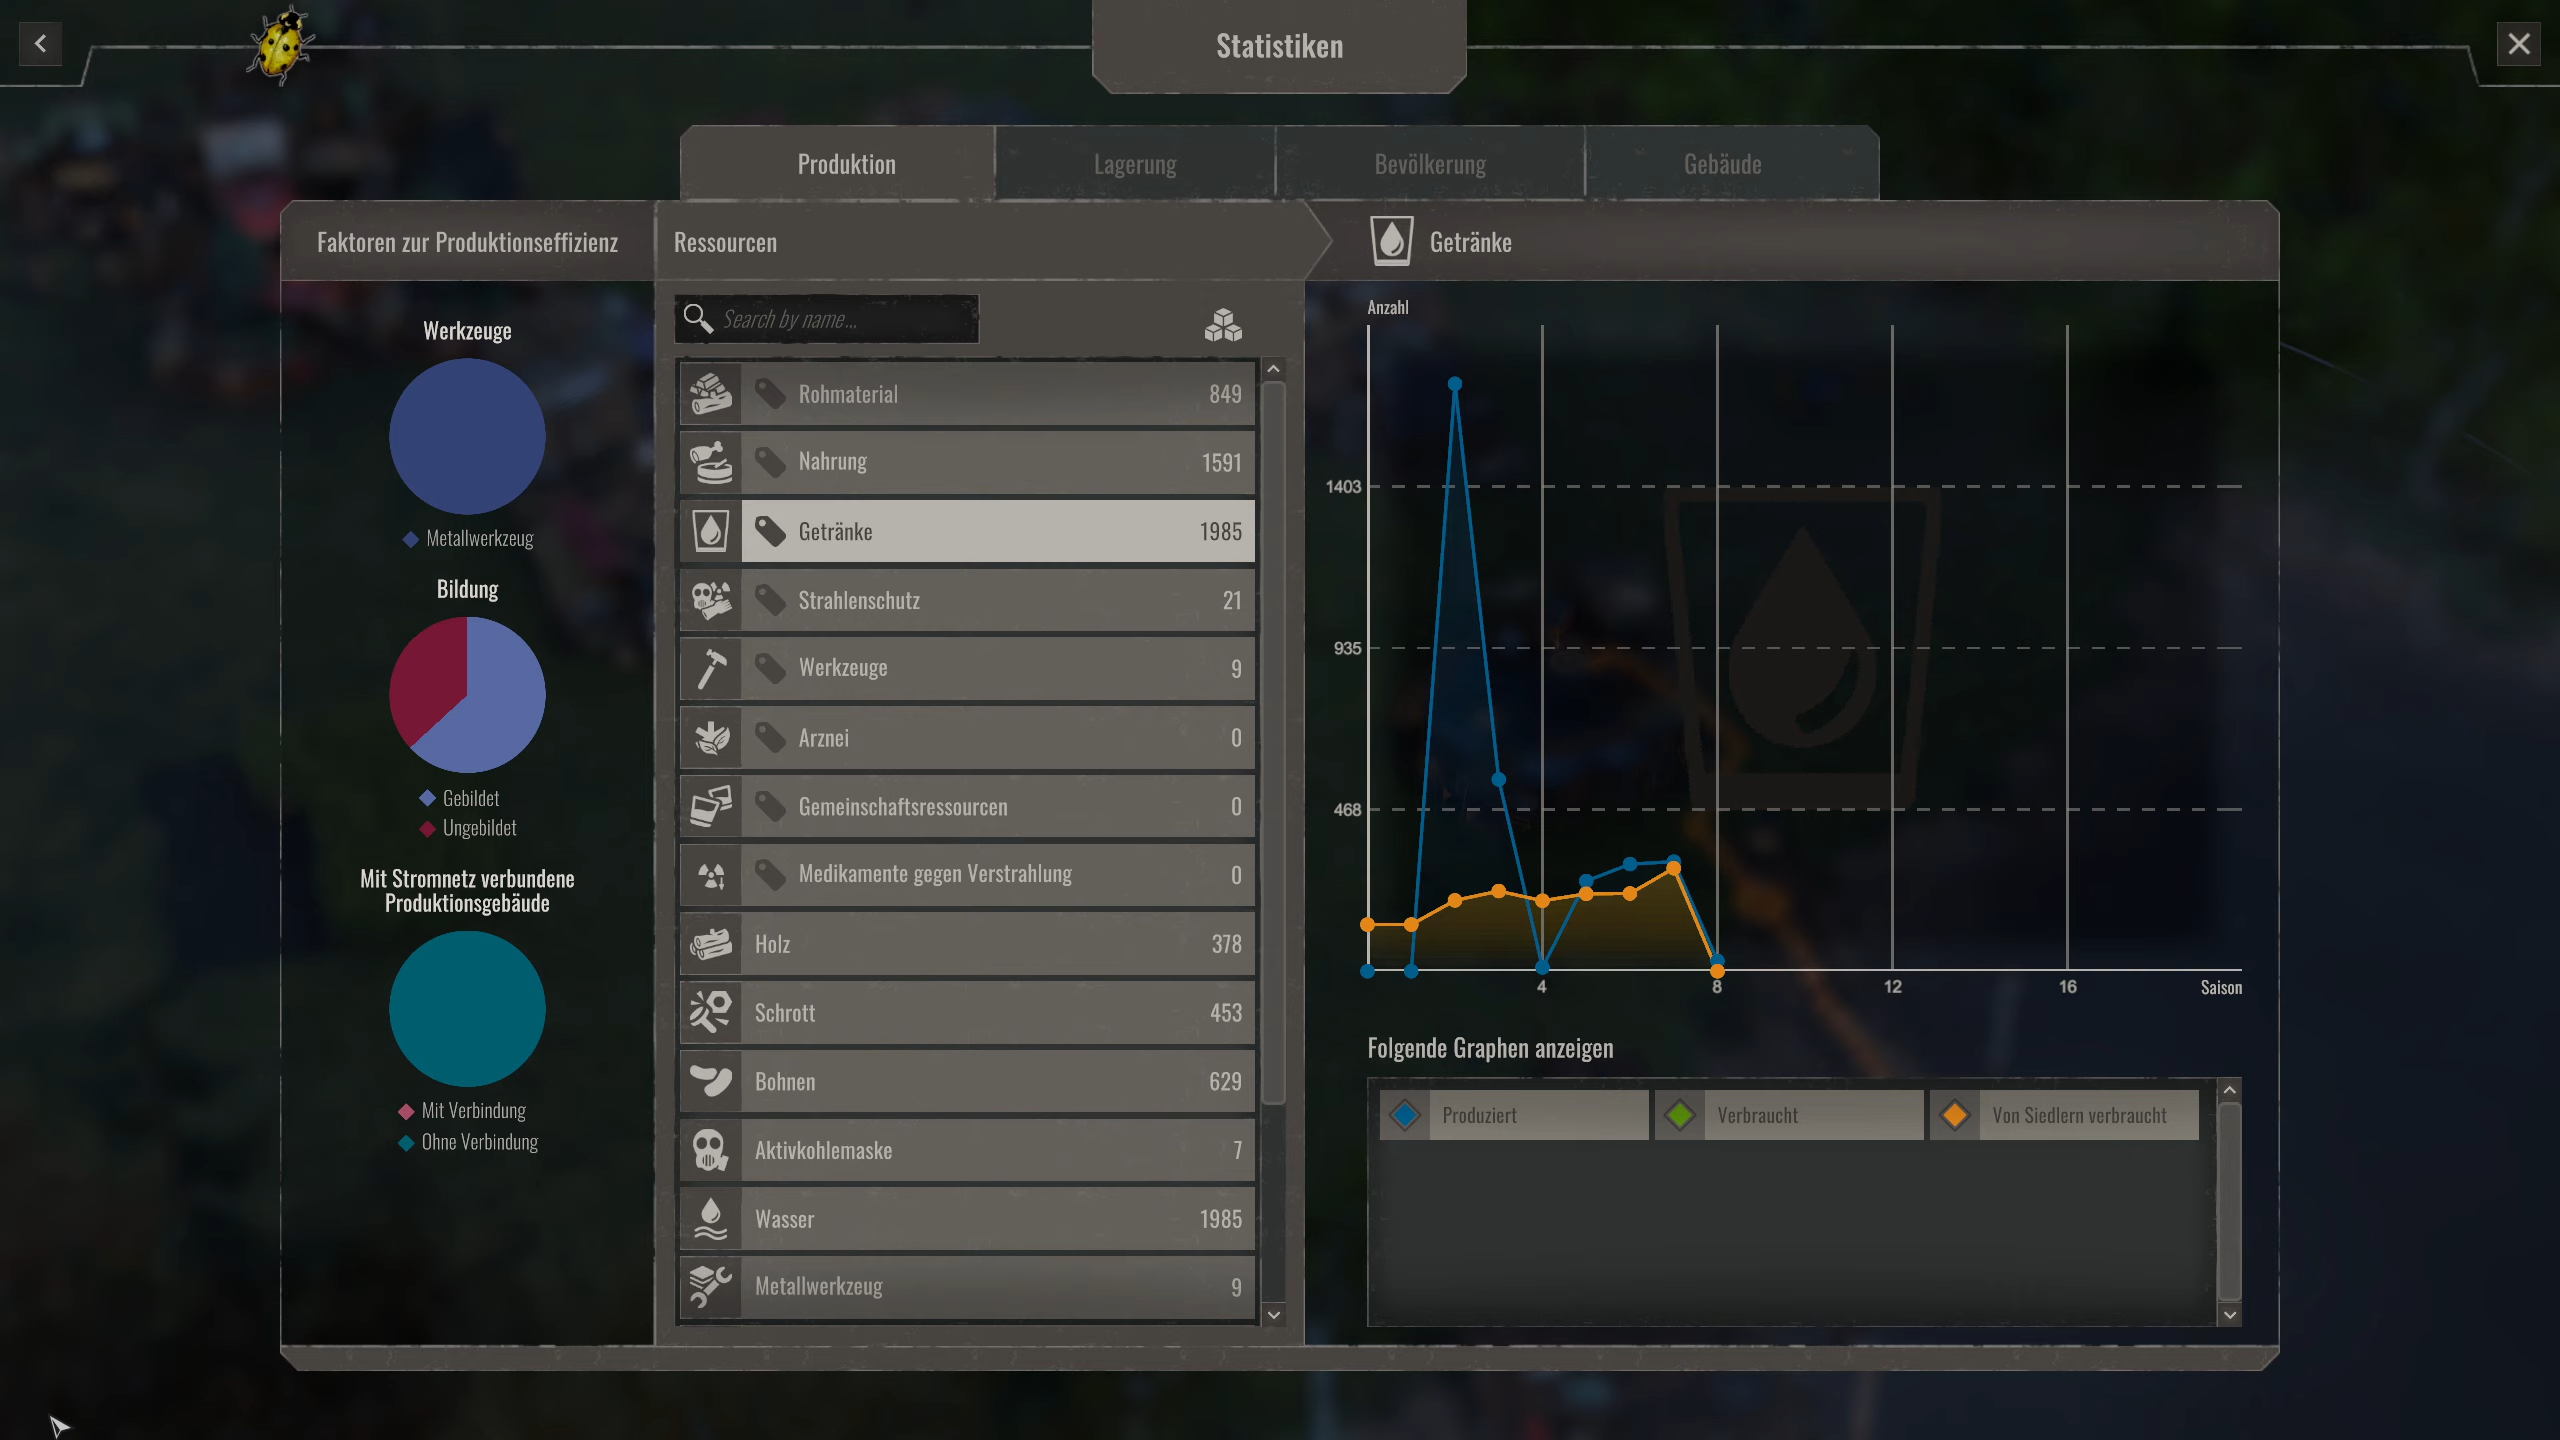 Statistiken
Produktion
Lagerung
Bevölkerung
Gebäude
Faktoren zur Produktionseffizienz
Ressourcen
Getränke
Werkzeuge
Metallwerkzeug
Bildung
Gebildet
Ungebildet
Mit Stromnetz verbundene
Produktionsgebäude
Mit Verbindung
Ohne Verbindung
Search by name...
Rohmaterial 849
Nahrung 1591
Getränke 1985
Strahlenschutz 21
Werkzeuge 9
Arznei 0
Gemeinschaftsressourcen 0
Medikamente gegen Verstrahlung 0
Holz 378
Schrott 453
Bohnen 629
Aktivkohlemaske 7
Wasser 1985
Metallwerkzeug 9
Anzahl
1403
935
468
4 8 12 16 Saison
Folgende Graphen anzeigen
Produziert Verbraucht Von Siedlern verbraucht